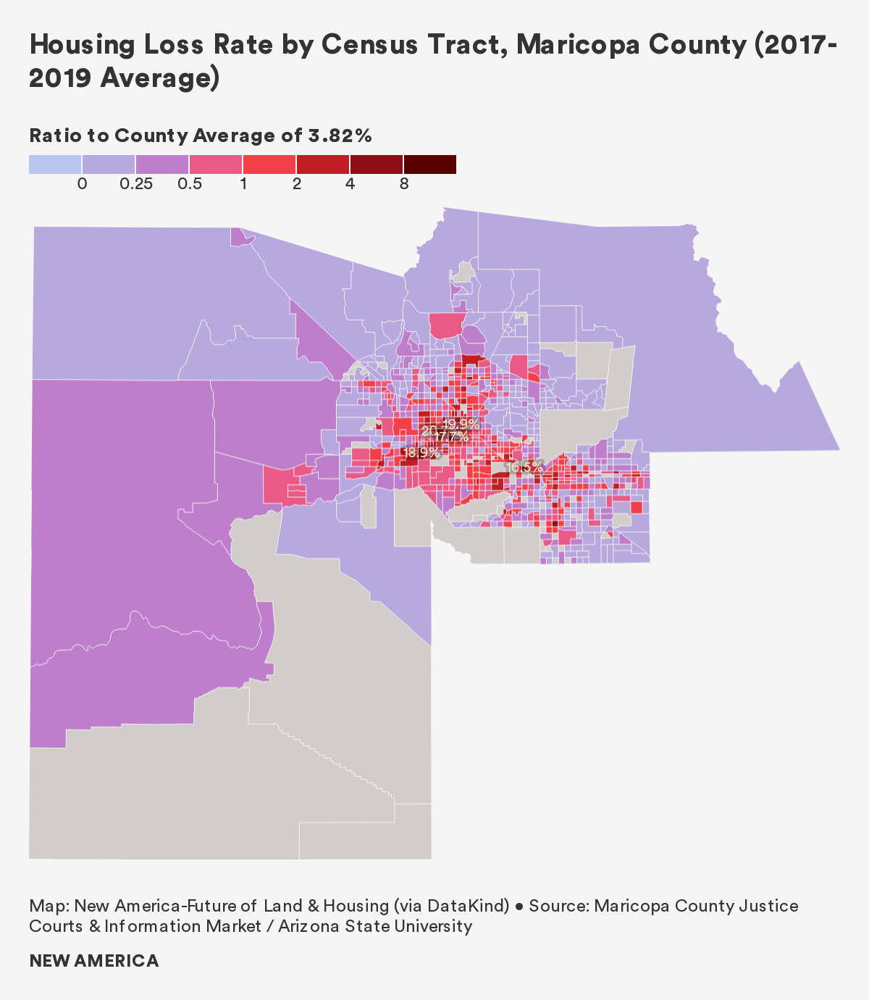 Housing Loss Rate by Census Tract, Maricopa County (2017-
2019 Average)
Ratio to County Average of 3.82%
0 0.25 0.5 1 2 4 8
19.9%
17.7%
18.9%
16.5%
Map: New America-Future of Land & Housing (via DataKind) • Source: Maricopa County Justice
Courts & Information Market / Arizona State University
NEW AMERICA